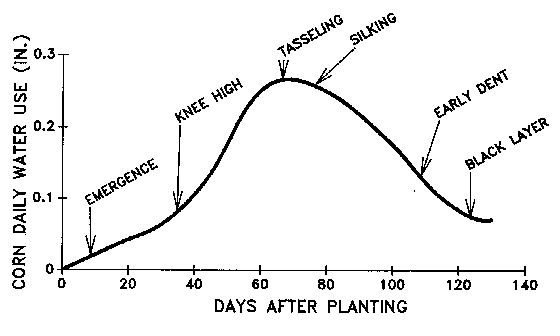 CORN DAILY WATER USE (IN.)
0.3
0.2
0.1
0
EMERGENCE
KNEE HIGH
TASSELING
SILKING
EARLY DENT
BLACK LAYER
0 20 40 60 80 100 120 140
DAYS AFTER PLANTING